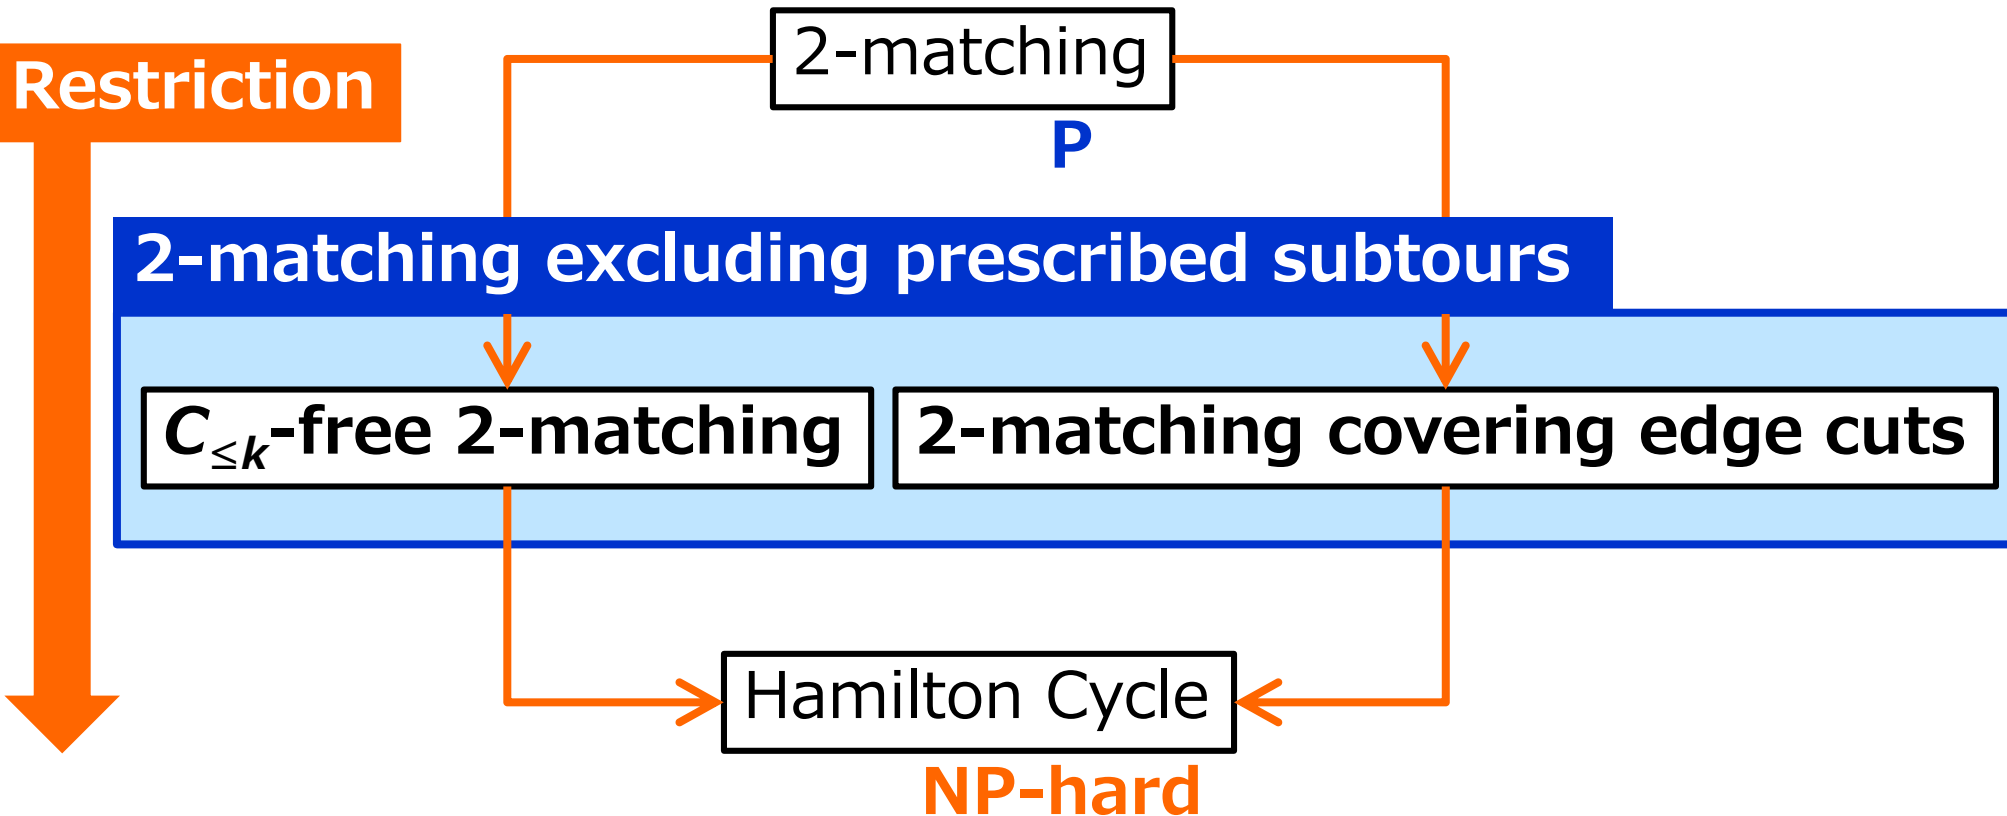 2-matching
Restriction
P
2-matching excluding prescribed subtours
C≤k-free 2-matching
2-matching covering edge cuts
Hamilton Cycle
NP-hard